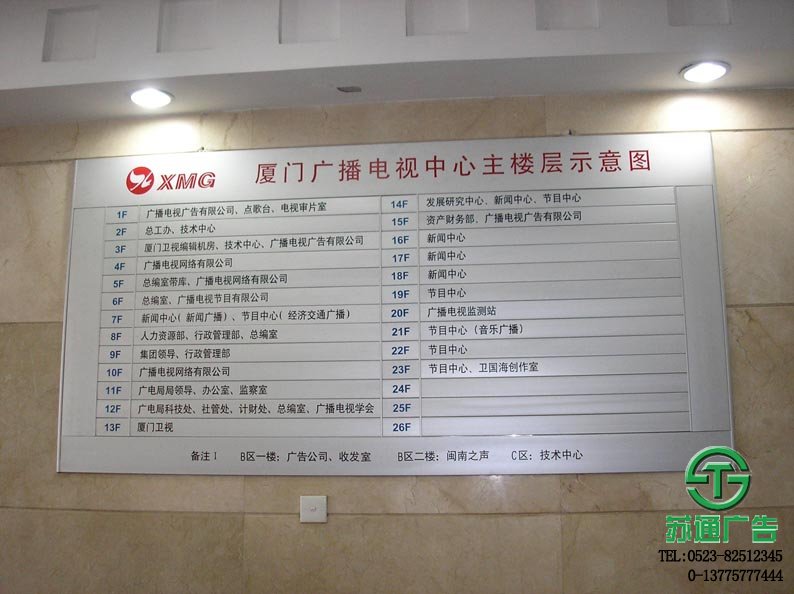 XMG 厦门广播电视中心主楼层示意图
1F 广播电视广告有限公司、点歌台、电视审片室
2F 总工办、技术中心
3F 厦门卫视编辑机房、技术中心、广播电视广告有限公司
4F 广播电视网络有限公司
5F 总编室带库、广播电视网络有限公司
6F 总编室、广播电视节目有限公司
7F 新闻中心(新闻广播)、节目中心(经济交通广播)
8F 人力资源部、行政管理部、总编室
9F 集团领导、行政管理部
10F 广播电视网络有限公司
11F 广电局局领导、办公室、监察室
12F 广电局科技处、社管处、计财处、总编室、广播电视学会
13F 厦门卫视
14F 发展研究中心、新闻中心、节目中心
15F 资产财务部、广播电视广告有限公司
16F 新闻中心
17F 新闻中心
18F 新闻中心
19F 节目中心
20F 广播电视监测站
21F 节目中心(音乐广播)
22F 节目中心
23F 节目中心、卫国海创作室
24F
25F
26F
备注I B区一楼:广告公司、收发室 B区二楼:闽南之声 C区:技术中心
苏通广告
TEL:0523-82512345
0-13775777444